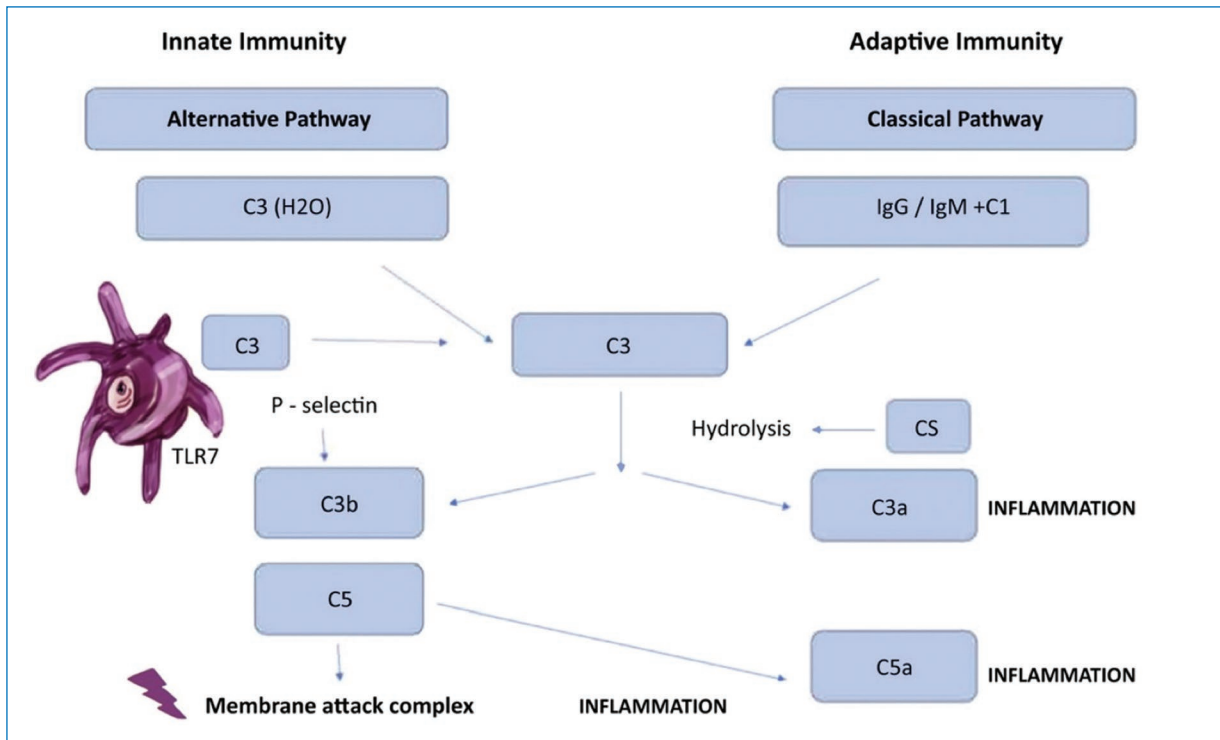 Innate Immunity
Adaptive Immunity
Alternative Pathway
Classical Pathway
C3 (H2O)
IgG / IgM +C1
C3
C3
P - selectin
TLR7
Hydrolysis
CS
C3b
C3a
INFLAMMATION
C5
C5a
INFLAMMATION
Membrane attack complex
INFLAMMATION